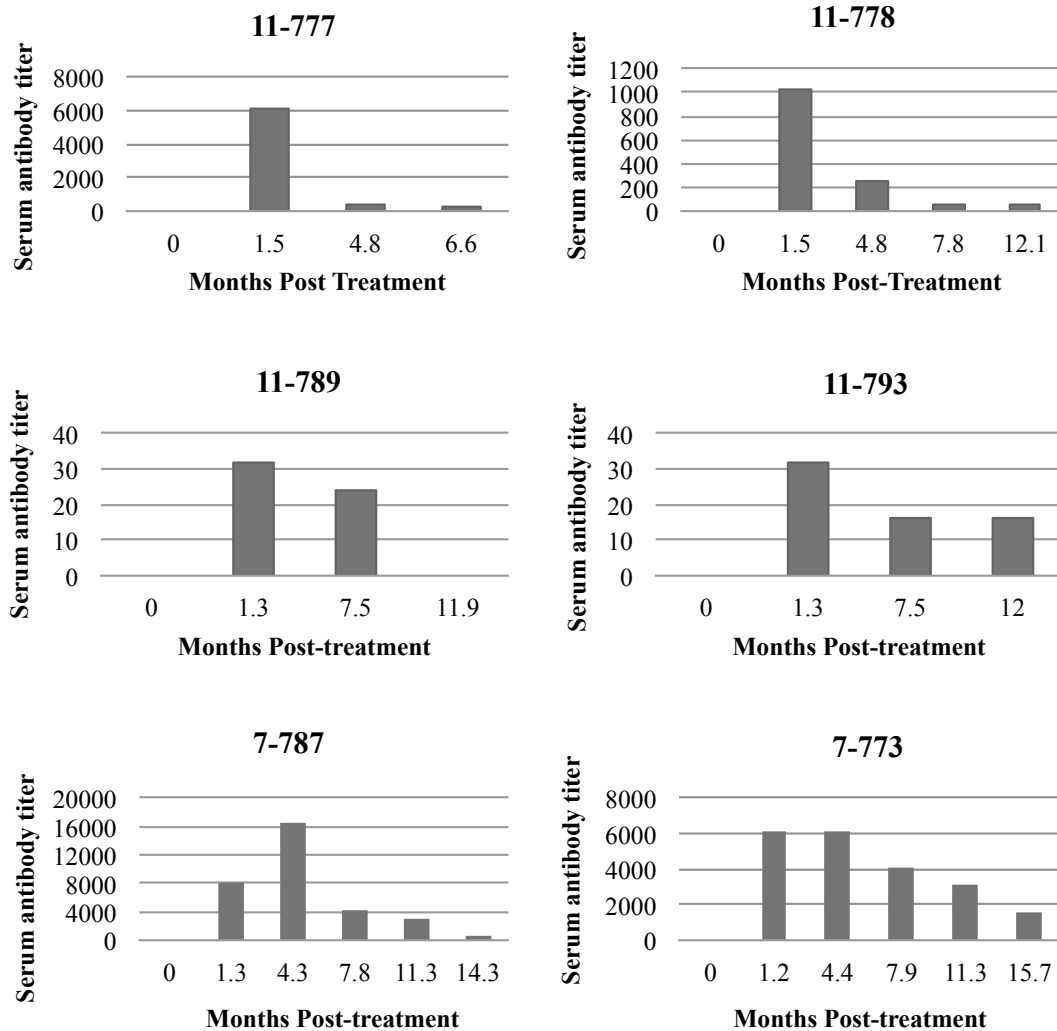 11-777
Serum antibody titer
8000
6000
4000
2000
0
0 1.5 4.8 6.6
Months Post Treatment
11-778
Serum antibody titer
1200
1000
800
600
400
200
0
0 1.5 4.8 7.8 12.1
Months Post-Treatment
11-789
Serum antibody titer
40
30
20
10
0
0 1.3 7.5 11.9
Months Post-treatment
11-793
Serum antibody titer
40
30
20
10
0
0 1.3 7.5 12
Months Post-treatment
7-787
Serum antibody titer
20000
16000
12000
8000
4000
0
0 1.3 4.3 7.8 11.3 14.3
Months Post-treatment
7-773
Serum antibody titer
8000
6000
4000
2000
0
0 1.2 4.4 7.9 11.3 15.7
Months Post-treatment